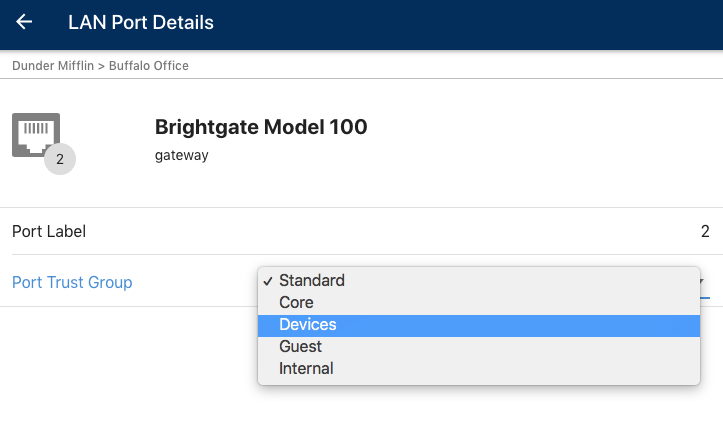 LAN Port Details
Dunder Mifflin > Buffalo Office
Brightgate Model 100
2
gateway
Port Label 2
Port Trust Group
✓ Standard
Core
Devices
Guest
Internal